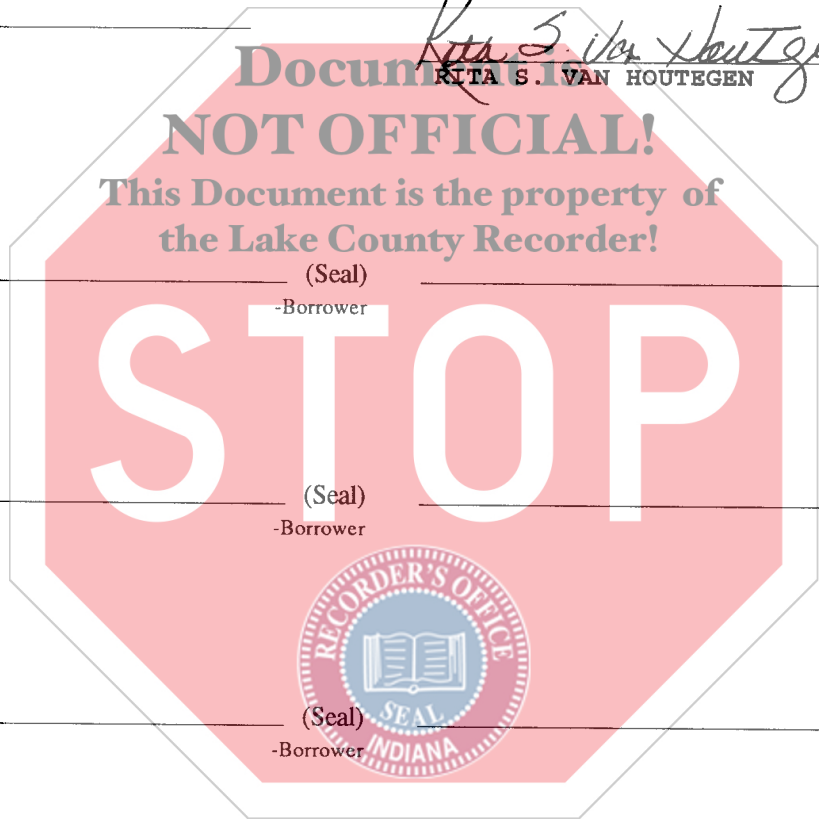 Rita S. Van Houtege
Document is
RITA S. VAN HOUTEGEN
NOT OFFICIAL!
This Document is the property of
the Lake County Recorder!
(Seal)
-Borrower
STOP
(Seal)
-Borrower
RECORDER'S OFFICE
SEAL
INDIANA
(Seal)
-Borrower